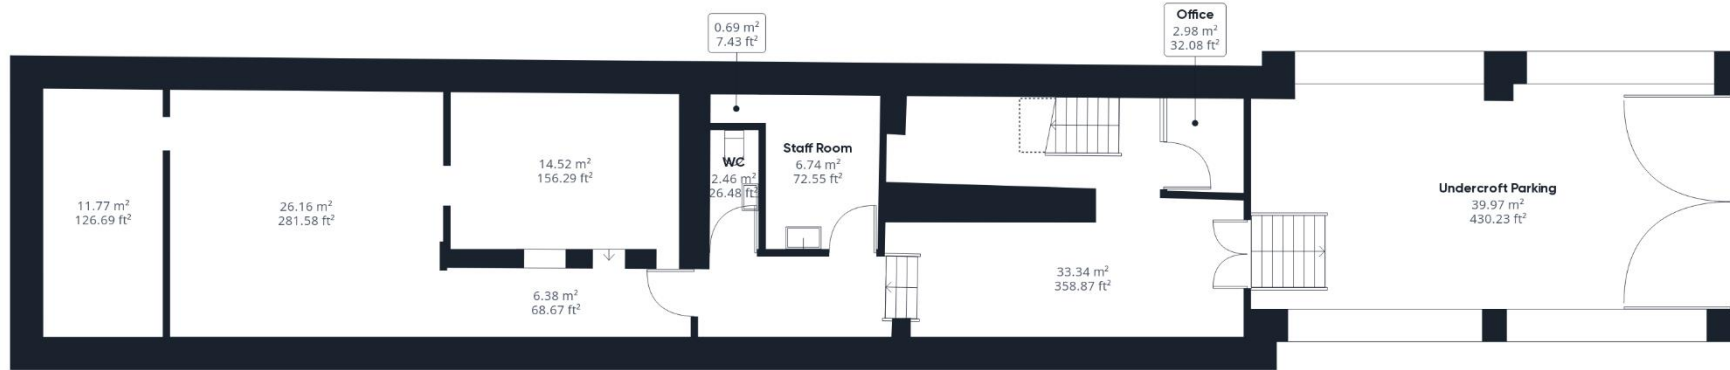 0.69 m²
7.43 ft²
Office
2.98 m²
32.08 ft²
11.77 m²
126.69 ft²
26.16 m²
281.58 ft²
14.52 m²
156.29 ft²
6.38 m²
68.67 ft²
WC
2.46 m²
26.48 ft²
Staff Room
6.74 m²
72.55 ft²
33.34 m²
358.87 ft²
Undercroft Parking
39.97 m²
430.23 ft²